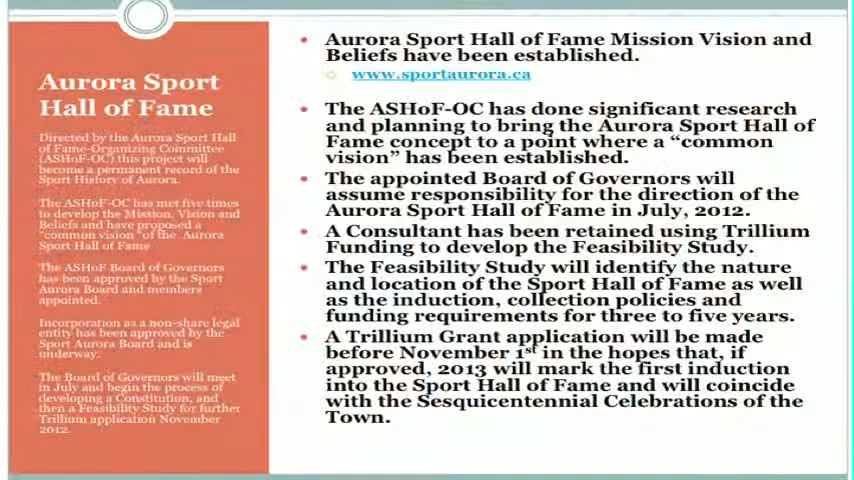 Aurora Sport
Hall of Fame
Directed by the Aurora Sport Hall
of Fame-Organizing Committee
(ASHoF-OC) this project will
become a permanent record of the
Sport History of Aurora.
The ASHoF-OC has met five times
to develop the Mission, Vision and
Beliefs and have proposed a
"common vision "of the Aurora
Sport Hall of Fame
The ASHoF Board of Governors
has been approved by the Sport
Aurora Board and members
appointed.
Incorporation as a non-share legal
entity has been approved by the
Sport Aurora Board and is
underway.
The Board of Governors will meet
in July and begin the process of
developing a Constitution, and
then a Feasibility Study for further
Trillium application November
2012.
• Aurora Sport Hall of Fame Mission Vision and
Beliefs have been established.
○ www.sportaurora.ca
• The ASHoF-OC has done significant research
and planning to bring the Aurora Sport Hall of
Fame concept to a point where a “common
vision” has been established.
• The appointed Board of Governors will
assume responsibility for the direction of the
Aurora Sport Hall of Fame in July, 2012.
• A Consultant has been retained using Trillium
Funding to develop the Feasibility Study.
• The Feasibility Study will identify the nature
and location of the Sport Hall of Fame as well
as the induction, collection policies and
funding requirements for three to five years.
• A Trillium Grant application will be made
before November 1st in the hopes that, if
approved, 2013 will mark the first induction
into the Sport Hall of Fame and will coincide
with the Sesquicentennial Celebrations of the
Town.